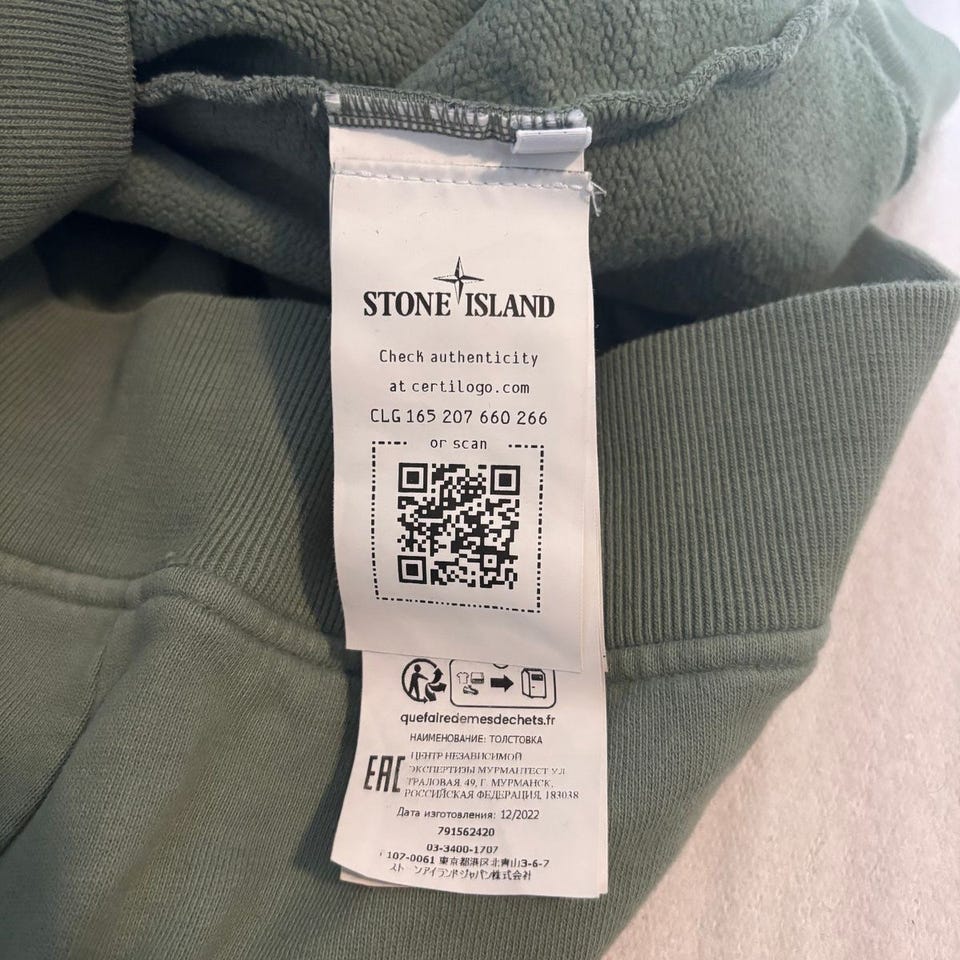 STONE ISLAND
Check authenticity
at certilogo.com
CLG 165 207 660 266
or scan
quefairedemesdechets.fr
НАИМЕНОВАНИЕ: ТОЛСТОВКА
EAC
ЦЕНТР НЕЗАВИСИМОЙ
ЭКСПЕРТИЗЫ МУРМАНТЕСТ УЛ
ТРАЛОВАЯ 49, Г. МУРМАНСК,
РОССИЙСКАЯ ФЕДЕРАЦИЯ, 183038
Дата изготовления: 12/2022
791562420
03-3400-1707
107-0061 東京都港区北青山3-6-7
ストーンアイランドジャパン株式会社